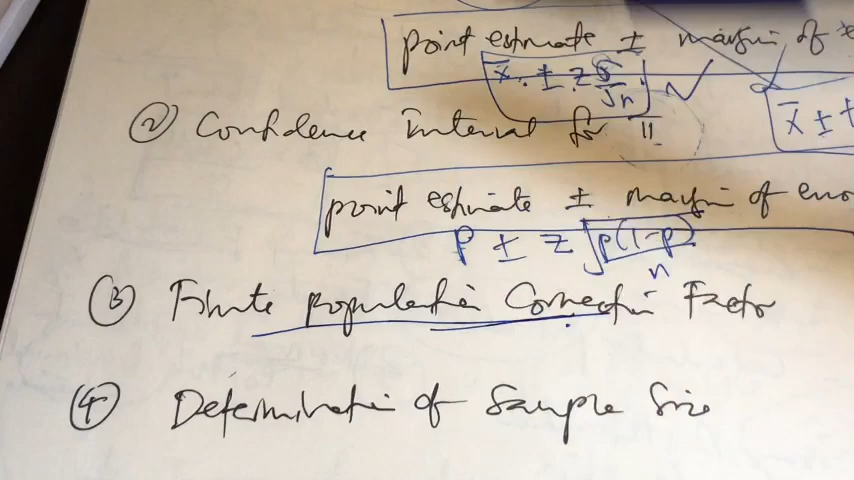 point estimate ± margin of
x̄ ± z σ/√n
x̄ ± t
② Confidence Interval for π
point estimate ± margin of error
p ± z √p(1-p)/n
③ Finite population Correction Factor
④ Determination of Sample Size